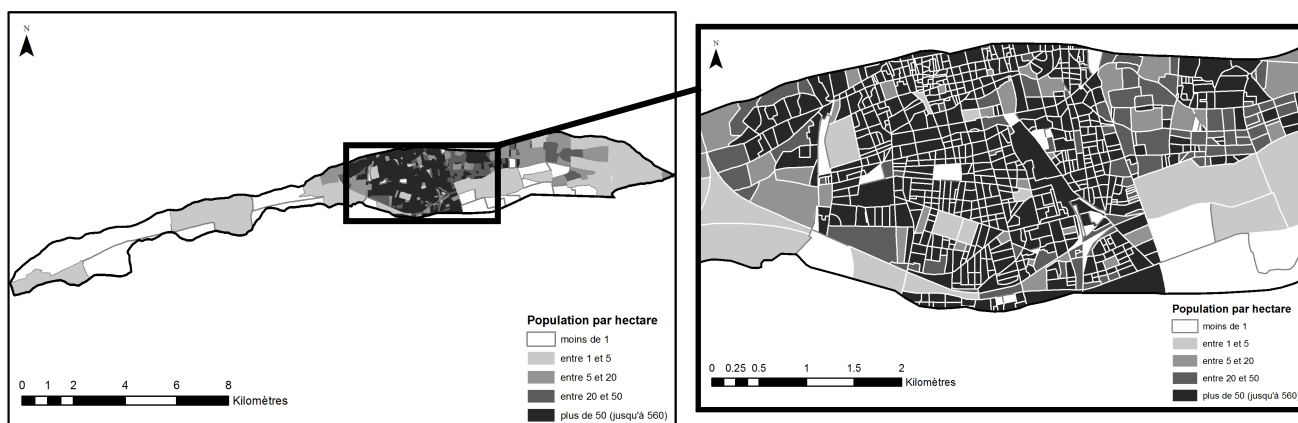 N
Population par hectare
moins de 1
entre 1 et 5
entre 5 et 20
entre 20 et 50
plus de 50 (jusqu'à 560)
0 1 2 4 6 8
Kilomètres
N
Population par hectare
moins de 1
entre 1 et 5
entre 5 et 20
entre 20 et 50
plus de 50 (jusqu'à 560)
0 0.25 0.5 1 1.5 2
Kilomètres